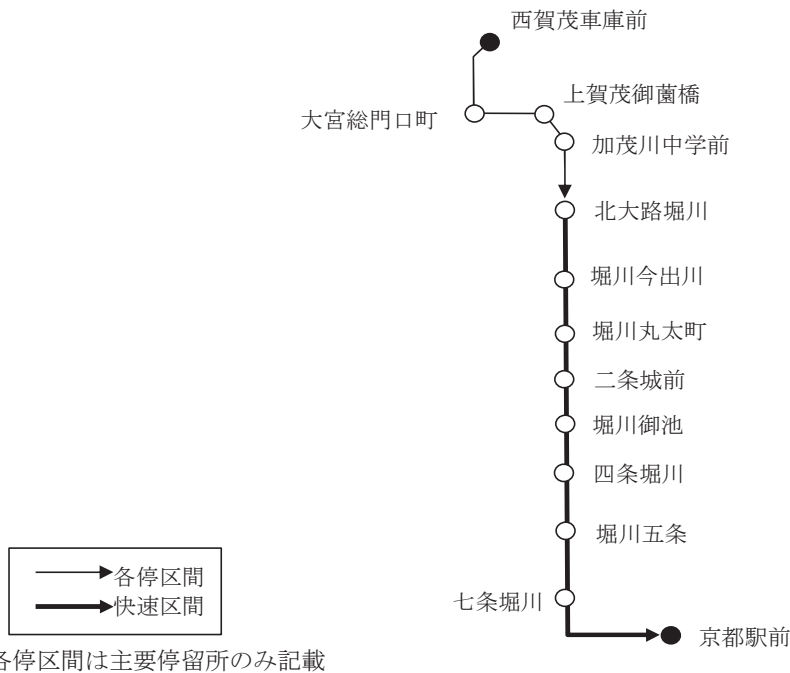 西賀茂車庫前
上賀茂御薗橋
大宮総門口町
加茂川中学前
北大路堀川
堀川今出川
堀川丸太町
二条城前
堀川御池
四条堀川
堀川五条
七条堀川
京都駅前
各停区間
快速区間
各停区間は主要停留所のみ記載